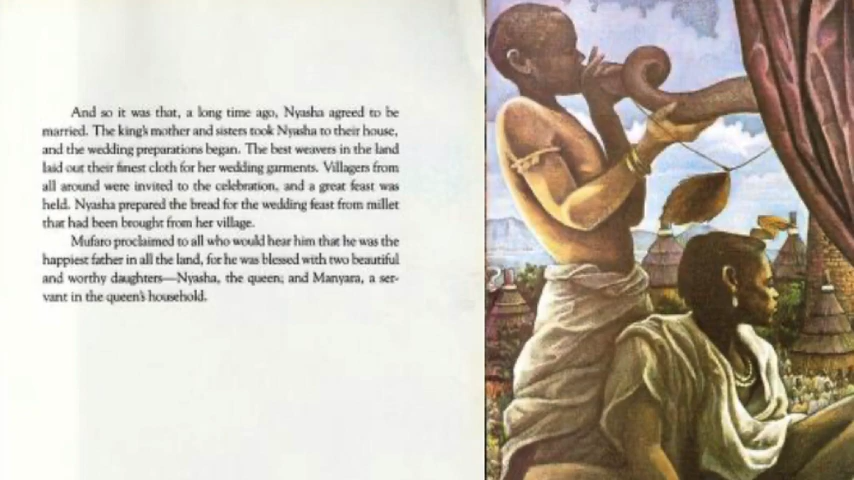 And so it was that, a long time ago, Nyasha agreed to be
married. The king's mother and sisters took Nyasha to their house,
and the wedding preparations began. The best weavers in the land
laid out their finest cloth for her wedding garments. Villagers from
all around were invited to the celebration, and a great feast was
held. Nyasha prepared the bread for the wedding feast from millet
that had been brought from her village.
Mufaro proclaimed to all who would hear him that he was the
happiest father in all the land, for he was blessed with two beautiful
and worthy daughters—Nyasha, the queen; and Manyara, a ser-
vant in the queen's household.